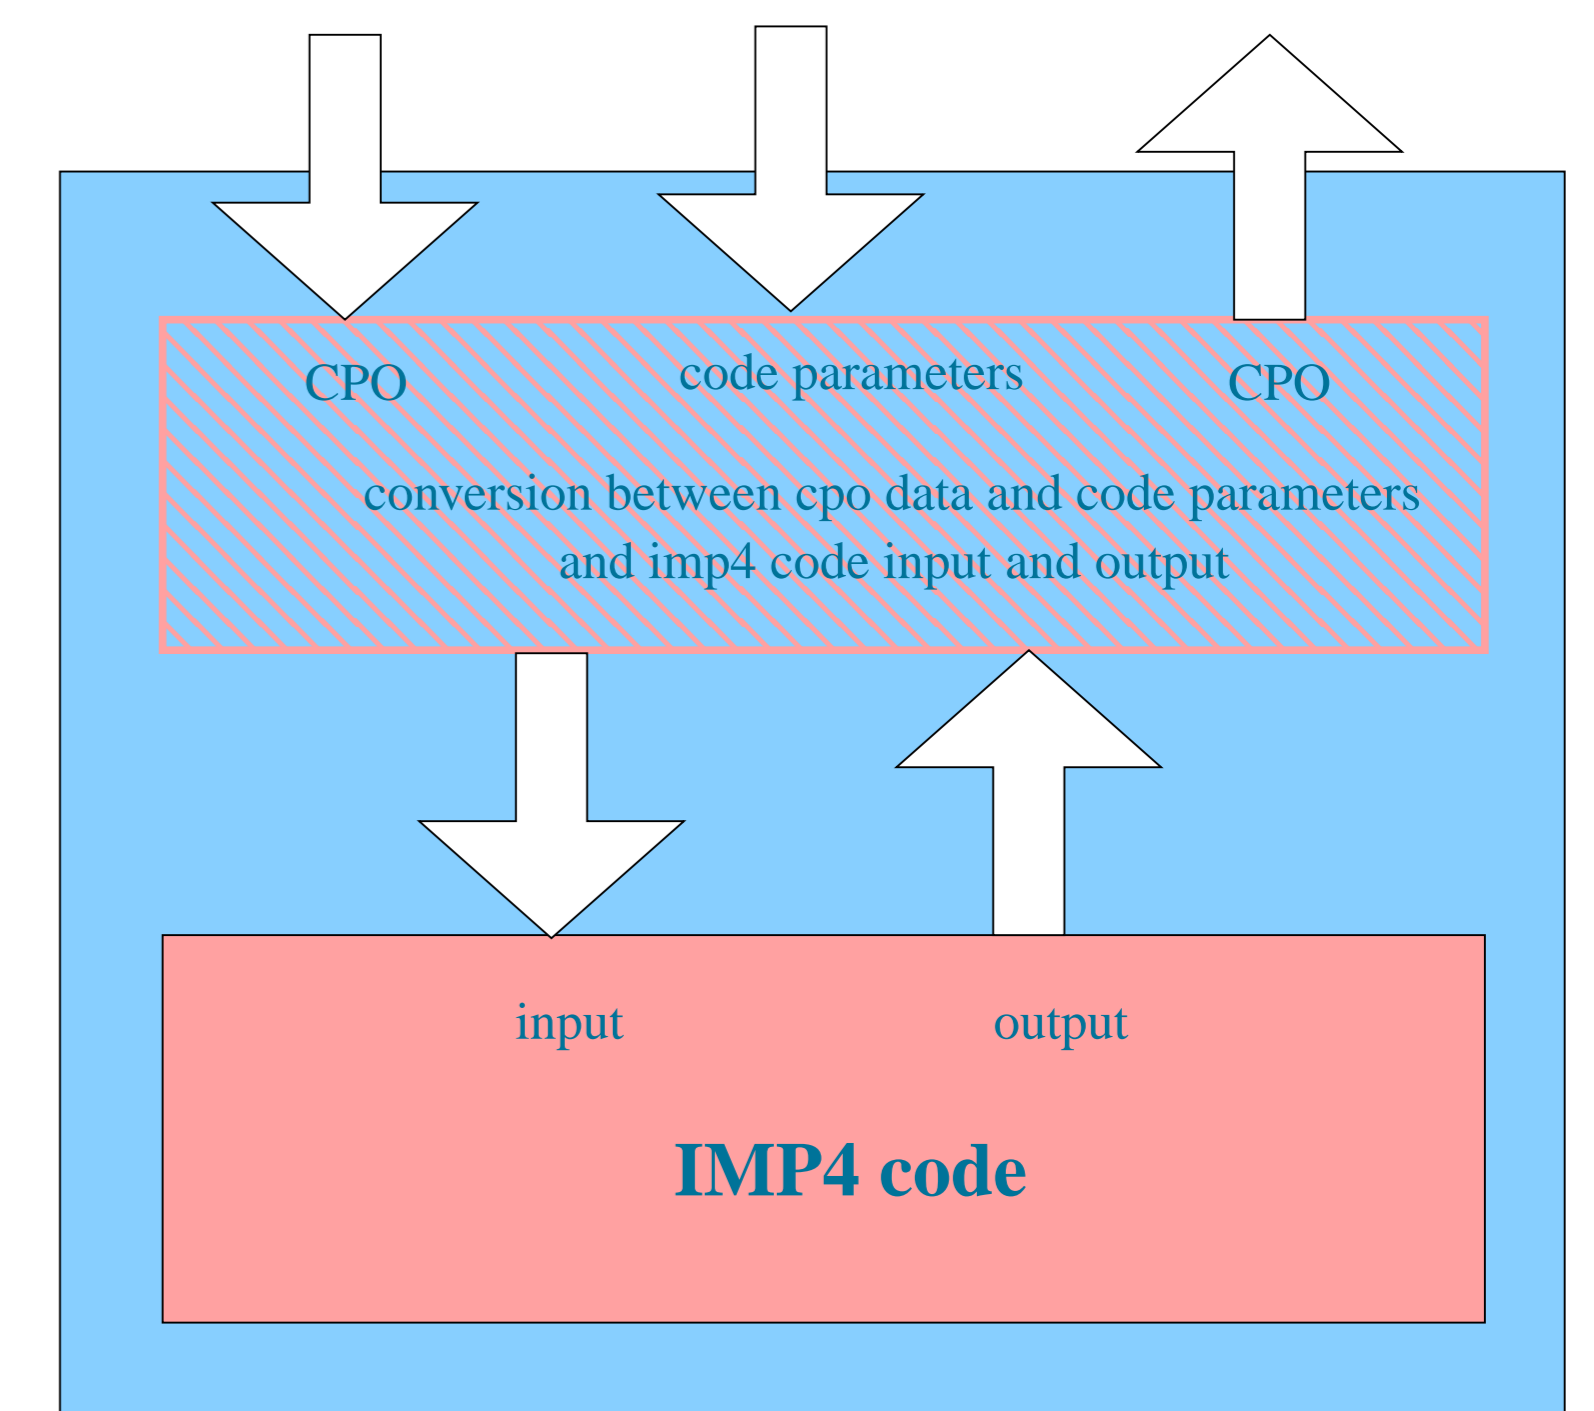 CPO
code parameters
CPO
conversion between cpo data and code parameters
and imp4 code input and output
input
output
IMP4 code